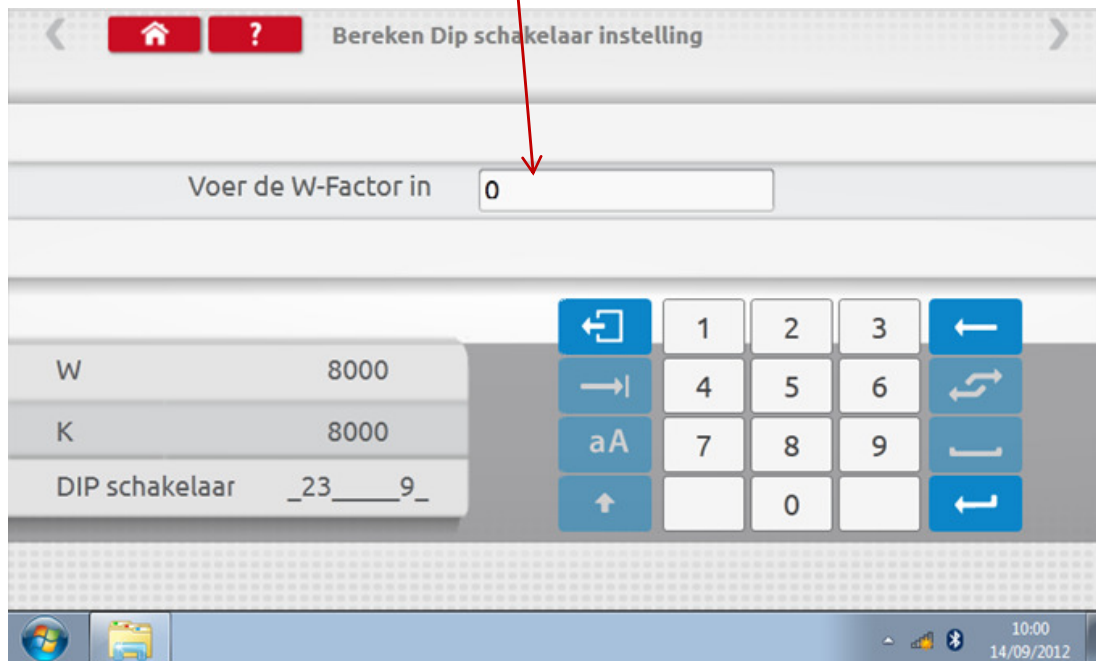 ? Bereken Dip schakelaar instelling
Voer de W-Factor in 0
1 2 3
W 8000
4 5 6
K 8000
aA 7 8 9
DIP schakelaar _23_____9_
0
10:00
14/09/2012